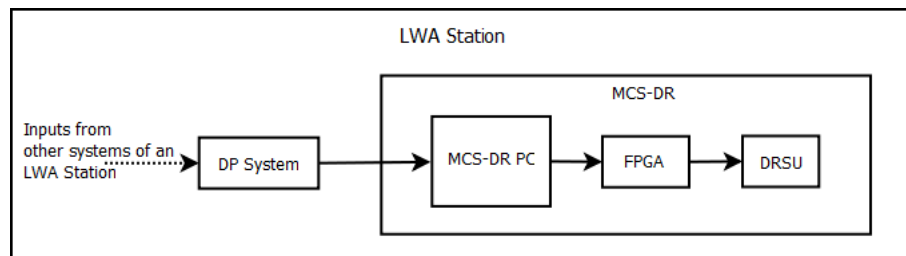 LWA Station
MCS-DR
Inputs from
other systems of an
LWA Station
DP System
MCS-DR PC
FPGA
DRSU